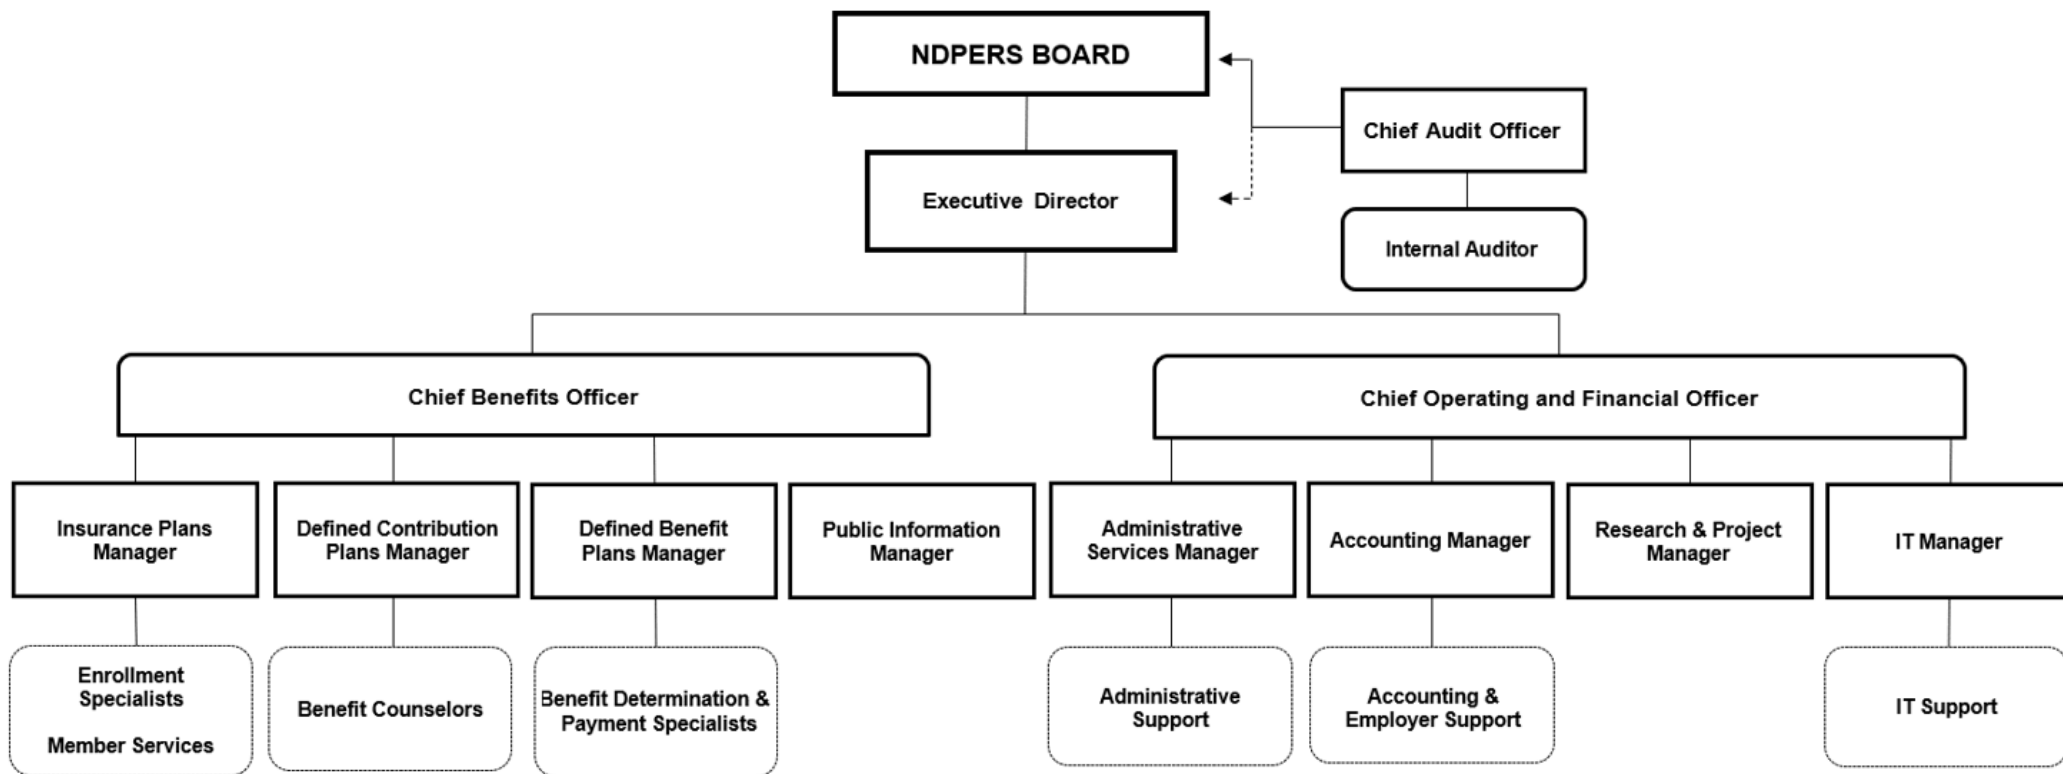 NDPERS BOARD
Chief Audit Officer
Executive Director
Internal Auditor
Chief Benefits Officer
Chief Operating and Financial Officer
Insurance Plans
Manager
Defined Contribution
Plans Manager
Defined Benefit
Plans Manager
Public Information
Manager
Administrative
Services Manager
Accounting Manager
Research & Project
Manager
IT Manager
Enrollment
Specialists
Member Services
Benefit Counselors
Benefit Determination &
Payment Specialists
Administrative
Support
Accounting &
Employer Support
IT Support